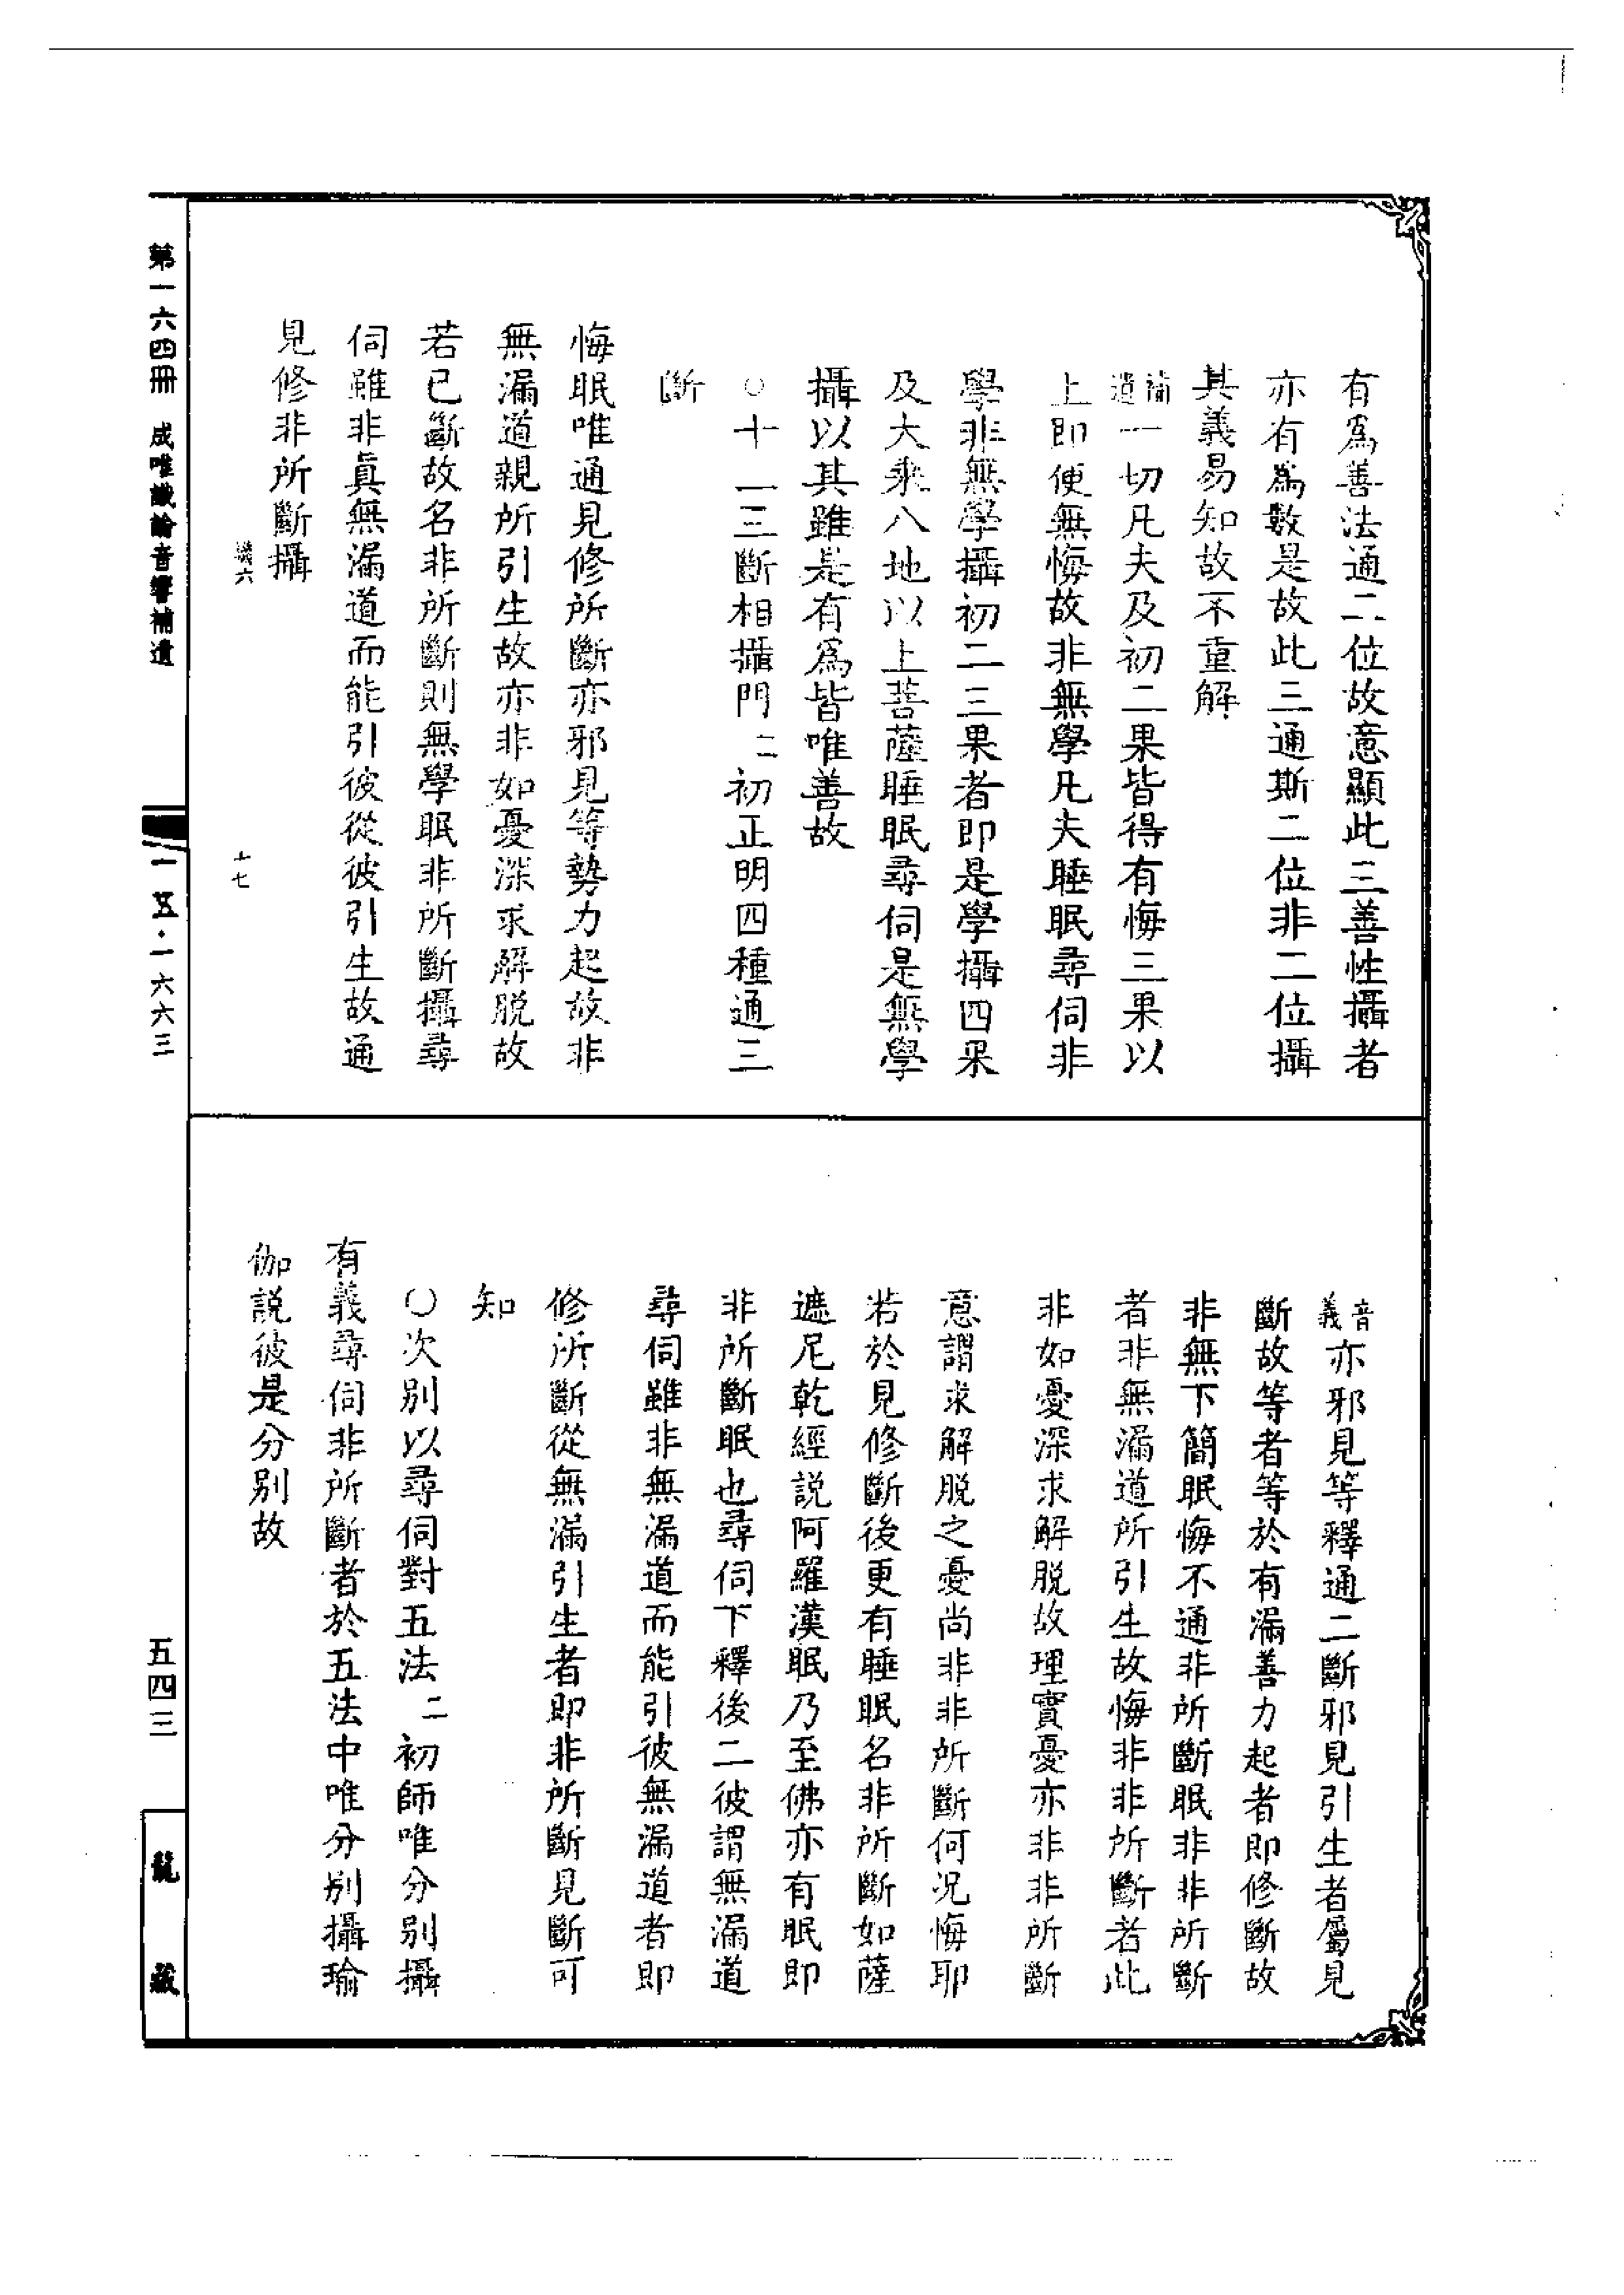 有爲善法通二位故意顯此三善性攝者
亦有爲數是故此三通斯二位非二位攝
其義易知故不重解
補遺一切凡夫及初二果皆得有悔三果以
上即便無悔故非無學凡夫睡眠尋伺非
學非無學攝初二三果者即是學攝四果
及大乘八地以上菩薩睡眠尋伺是無學
攝以其雖是有爲皆唯善故
○十一三斷相攝門二初正明四種通三
斷
悔眠唯通見修所斷亦邪見等勢力起故非
無漏道親所引生故亦非如憂深求解脱故
若已斷故名非所斷則無學眠非所斷攝尋
伺雖非眞無漏道而能引彼從彼引生故通
見修非所斷攝
六
十七
音義亦邪見等釋通二斷邪見引生者屬見
斷故等者等於有漏善力起者即修斷故
非無下簡眠悔不通非所斷眠非非所斷
者非無漏道所引生故悔非非所斷者此
非如憂深求解脱故理實憂亦非非所斷
意謂求解脱之憂尚非非所斷何況悔耶
若於見修斷後更有睡眠名非所斷如薩
遮尼乾經説阿羅漢眠乃至佛亦有眠即
非所斷眠也尋伺下釋後二彼謂無漏道
尋伺雖非無漏道而能引彼無漏道者即
修所斷從無漏引生者即非所斷見斷可
知
○次別以尋伺對五法二初師唯分別攝
有義尋伺非所斷者於五法中唯分別攝瑜
伽説彼是分別故
第一六四冊 成唯識論音響補遺
一五·一六六三
五四三
龍藏